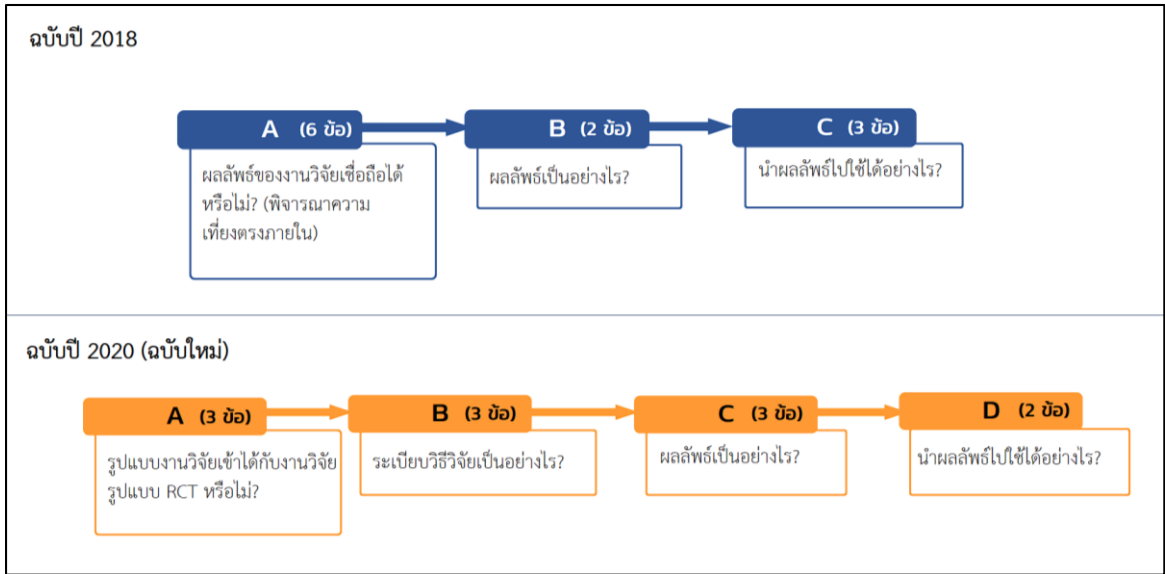 ฉบับปี 2018
A (6 ข้อ)
B (2 ข้อ)
C (3 ข้อ)
ผลลัพธ์ของงานวิจัยเชื่อถือได้
หรือไม่? (พิจารณาความ
เที่ยงตรงภายใน)
ผลลัพธ์เป็นอย่างไร?
นำผลลัพธ์ไปใช้ได้อย่างไร?
ฉบับปี 2020 (ฉบับใหม่)
A (3 ข้อ)
B (3 ข้อ)
C (3 ข้อ)
D (2 ข้อ)
รูปแบบงานวิจัยเข้าได้กับงานวิจัย
รูปแบบ RCT หรือไม่?
ระเบียบวิธีวิจัยเป็นอย่างไร?
ผลลัพธ์เป็นอย่างไร?
นำผลลัพธ์ไปใช้ได้อย่างไร?